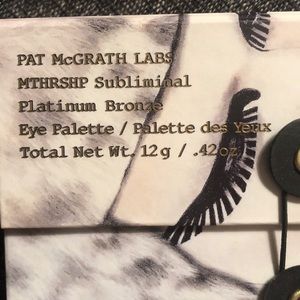 PAT McGRATH LABS
MTHRSHP Subliminal
Platinum Bronze
Eye Palette / Palette des Yeux
Total Net Wt. 12g / .42oz